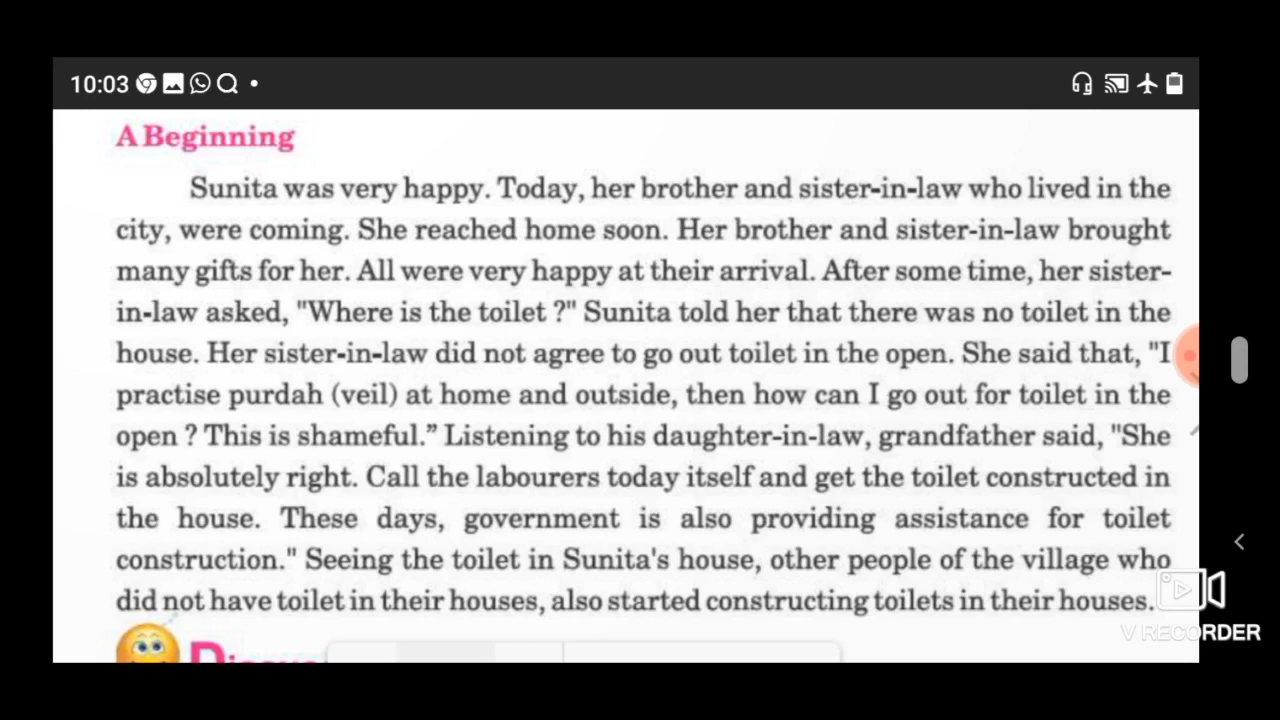 10:03
A Beginning
Sunita was very happy. Today, her brother and sister-in-law who lived in the
city, were coming. She reached home soon. Her brother and sister-in-law brought
many gifts for her. All were very happy at their arrival. After some time, her sister-
in-law asked, "Where is the toilet ?" Sunita told her that there was no toilet in the
house. Her sister-in-law did not agree to go out toilet in the open. She said that, "I
practise purdah (veil) at home and outside, then how can I go out for toilet in the
open ? This is shameful.” Listening to his daughter-in-law, grandfather said, "She
is absolutely right. Call the labourers today itself and get the toilet constructed in
the house. These days, government is also providing assistance for toilet
construction." Seeing the toilet in Sunita's house, other people of the village who
did not have toilet in their houses, also started constructing toilets in their houses.
V RECORDER